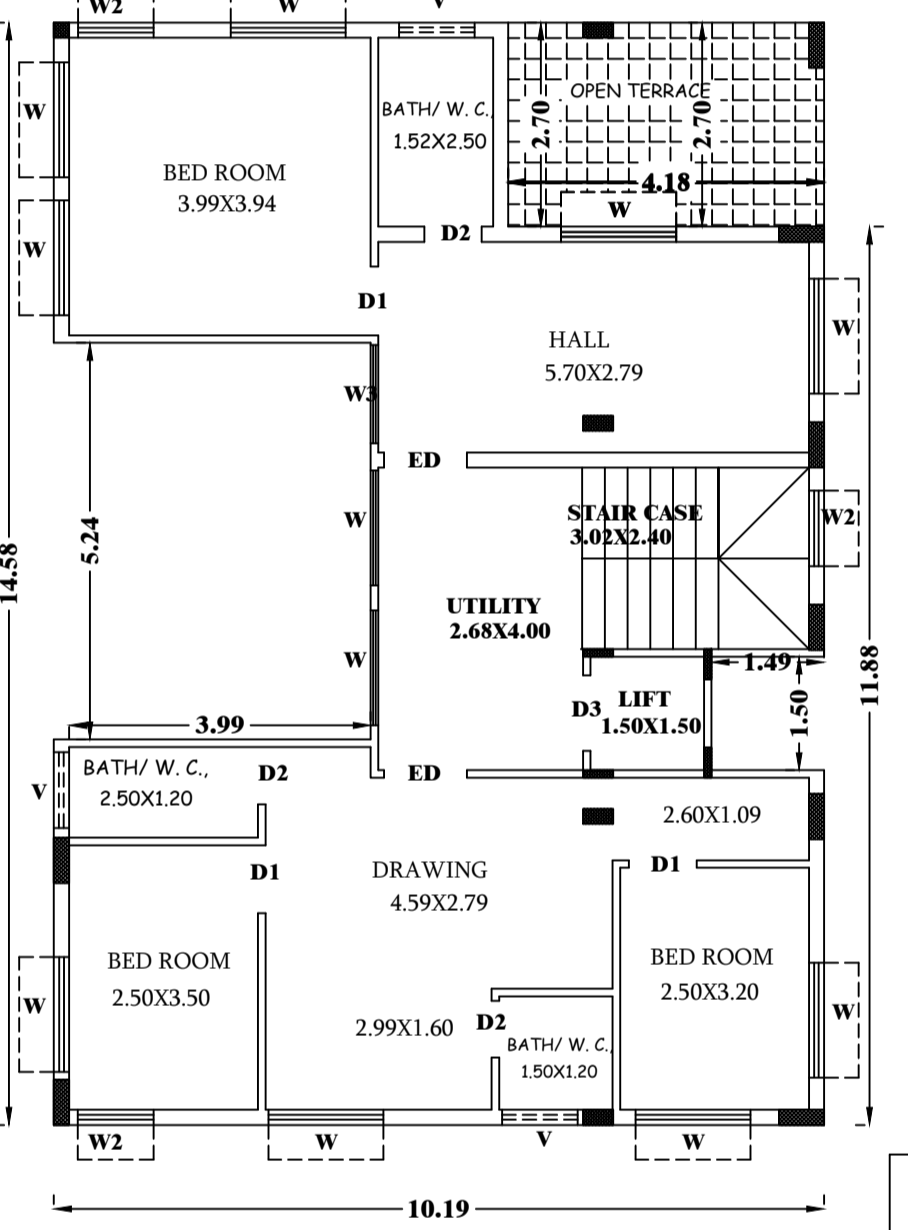 W2
W
V
W
BATH/ W. C.,
1.52X2.50
OPEN TERRACE
2.70
2.70
4.18
W
BED ROOM
3.99X3.94
W
D2
D1
HALL
5.70X2.79
W
W3
ED
W
STAIR CASE
3.02X2.40
W2
5.24
14.58
UTILITY
2.68X4.00
W
1.49
D3
LIFT
1.50X1.50
1.50
11.88
3.99
BATH/ W. C.,
2.50X1.20
D2
V
ED
2.60X1.09
D1
DRAWING
4.59X2.79
D1
BED ROOM
2.50X3.50
BED ROOM
2.50X3.20
W
2.99X1.60
D2
BATH/ W. C.,
1.50X1.20
W
W2
W
V
W
10.19